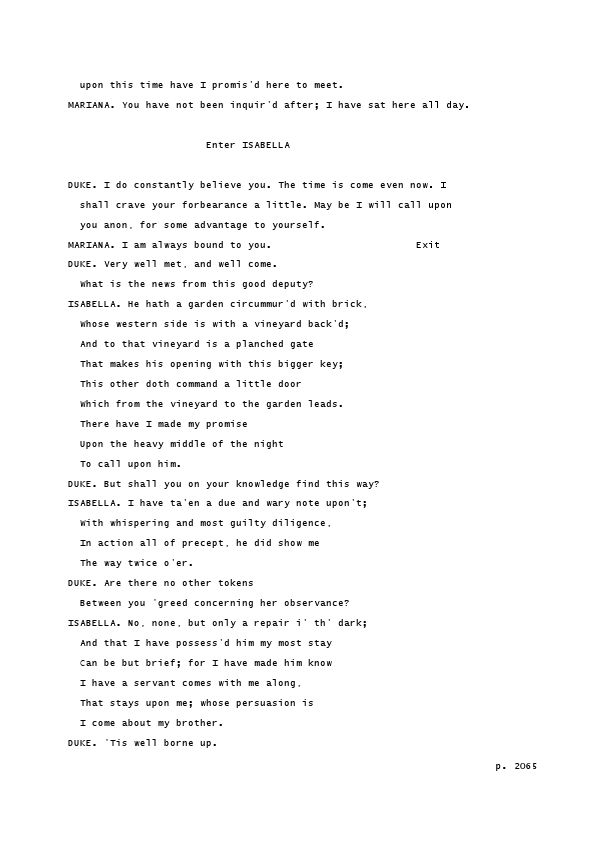 upon this time have I promis'd here to meet.
MARIANA. You have not been inquir'd after; I have sat here all day.
Enter ISABELLA
DUKE. I do constantly believe you. The time is come even now. I
shall crave your forbearance a little. May be I will call upon
you anon, for some advantage to yourself.
MARIANA. I am always bound to you. Exit
DUKE. Very well met, and well come.
What is the news from this good deputy?
ISABELLA. He hath a garden circummur'd with brick,
Whose western side is with a vineyard back'd;
And to that vineyard is a planched gate
That makes his opening with this bigger key;
This other doth command a little door
Which from the vineyard to the garden leads.
There have I made my promise
Upon the heavy middle of the night
To call upon him.
DUKE. But shall you on your knowledge find this way?
ISABELLA. I have ta'en a due and wary note upon't;
With whispering and most guilty diligence,
In action all of precept, he did show me
The way twice o'er.
DUKE. Are there no other tokens
Between you 'greed concerning her observance?
ISABELLA. No, none, but only a repair i' th' dark;
And that I have possess'd him my most stay
Can be but brief; for I have made him know
I have a servant comes with me along,
That stays upon me; whose persuasion is
I come about my brother.
DUKE. 'Tis well borne up.
p. 2065